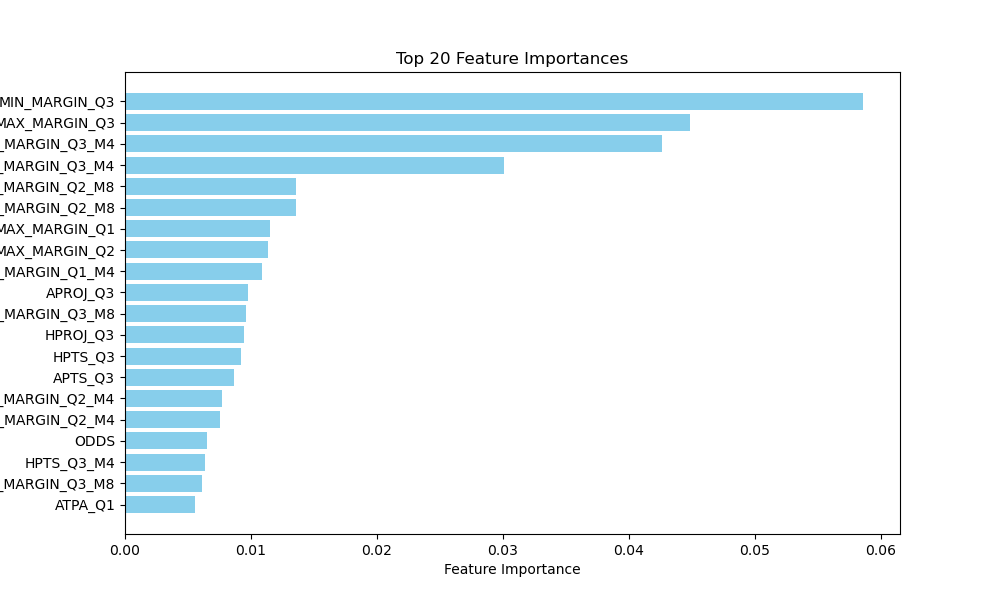 Top 20 Feature Importances
MIN_MARGIN_Q3
MAX_MARGIN_Q3
_MARGIN_Q3_M4
_MARGIN_Q3_M4
_MARGIN_Q2_M8
_MARGIN_Q2_M8
MAX_MARGIN_Q1
MAX_MARGIN_Q2
_MARGIN_Q1_M4
APROJ_Q3
_MARGIN_Q3_M8
HPROJ_Q3
HPTS_Q3
APTS_Q3
_MARGIN_Q2_M4
_MARGIN_Q2_M4
ODDS
HPTS_Q3_M4
_MARGIN_Q3_M8
ATPA_Q1
0.00 0.01 0.02 0.03 0.04 0.05 0.06
Feature Importance